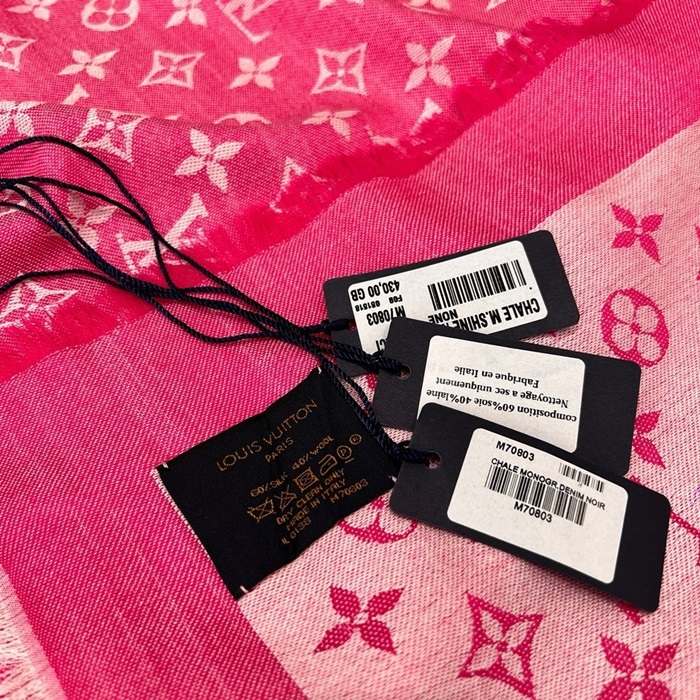 LOUIS VUITTON
PARIS
60% SILK 40% WOOL
DRY CLEAN ONLY
MADE IN ITALY
M70803
CHALE M.SHINE
NONE
430,00 GB
M70803
composition 60%soie 40%laine
Nettoyage a sec uniquement
Fabrique en Italie
M70803
CHALE MONOGR.DENIM NOIR
M70803